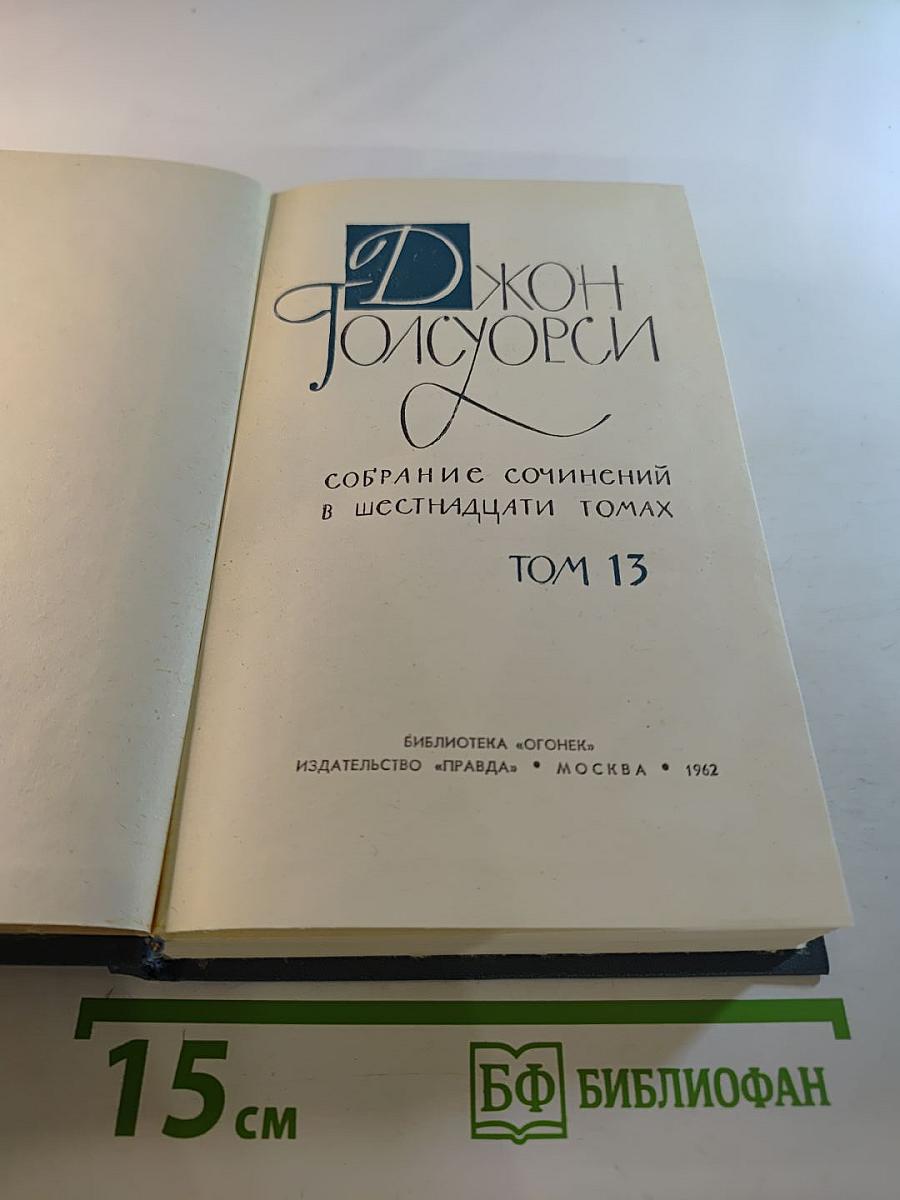 Джон
Голсуорси
СОБРАНИЕ СОЧИНЕНИЙ
В ШЕСТНАДЦАТИ ТОМАХ
ТОМ 13
БИБЛИОТЕКА «ОГОНЕК»
ИЗДАТЕЛЬСТВО «ПРАВДА» • МОСКВА • 1962
15 см
БФ БИБЛИОФАН